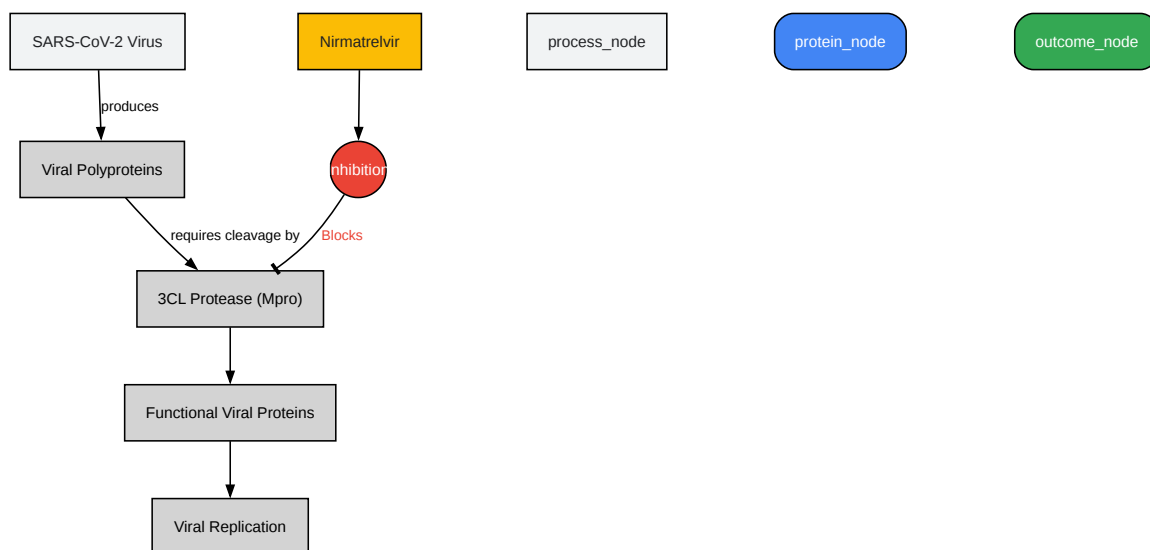 SARS-CoV-2 Virus
Nirmatrelvir
process_node
protein_node
outcome_node
produces
Viral Polyproteins
nhibition
requires cleavage by
Blocks
3CL Protease (Mpro)
Functional Viral Proteins
Viral Replication